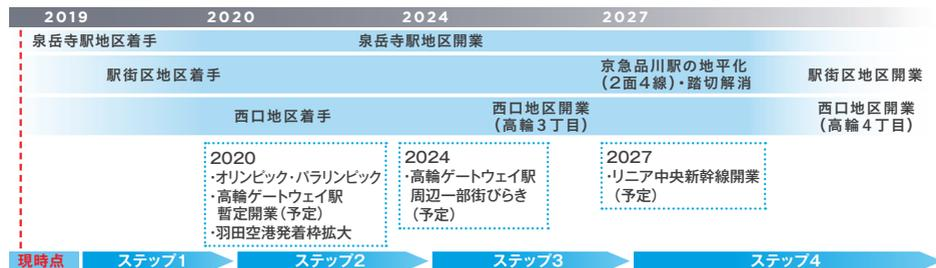 2019 2020 2024 2027
泉岳寺駅地区着手 泉岳寺駅地区開業
駅街区地区着手
京急品川駅の地平化
(2面4線)・踏切解消
駅街区地区開業
西口地区着手
西口地区開業
(高輪3丁目)
西口地区開業
(高輪4丁目)
2020
・オリンピック・パラリンピック
・高輪ゲートウェイ駅
暫定開業(予定)
・羽田空港発着枠拡大
2024
・高輪ゲートウェイ駅
周辺一部街びらき
(予定)
2027
・リニア中央新幹線開業
(予定)
現時点 ステップ1 ステップ2 ステップ3 ステップ4